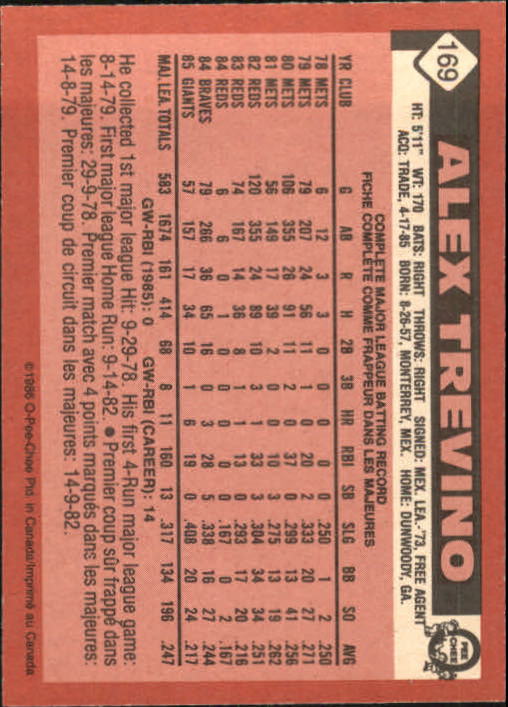 169
ALEX TREVINO
O PEE CHEE
HT: 5'11" WT: 170 BATS: RIGHT THROWS: RIGHT SIGNED: MEX. LEA.-'73, FREE AGENT
ACQ: TRADE, 4-17-85 BORN: 8-26-57, MONTERREY, MEX. HOME: DUNWOODY, GA.
COMPLETE MAJOR LEAGUE BATTING RECORD
FICHE COMPLETE COMME FRAPPEUR DANS LES MAJEURES
YR CLUB G AB R H 2B 3B HR RBI SB SLG BB SO AVG
78 METS 6 12 3 3 0 0 0 0 0 .250 1 2 .250
79 METS 79 207 24 56 11 1 0 20 2 .333 20 27 .271
80 METS 106 355 26 91 11 2 0 37 0 .299 13 41 .256
81 METS 56 149 17 39 2 0 0 10 3 .275 13 19 .262
82 REDS 120 355 24 89 10 3 1 33 3 .304 34 34 .251
83 REDS 74 167 14 36 8 1 1 13 0 .293 17 20 .216
84 REDS 6 6 0 1 0 0 0 0 0 .167 0 2 .167
84 BRAVES 79 266 36 65 16 0 3 28 5 .338 16 27 .244
85 GIANTS 57 157 17 34 10 1 6 19 0 .408 20 24 .217
MAJ. LEA. TOTALS 583 1674 161 414 68 8 11 160 13 .317 134 196 .247
GW-RBI (1985): 0 GW-RBI (CAREER): 14
He collected 1st major league Hit: 9-29-78. His first 4-Run major league game:
8-14-79. First major league Home Run: 9-14-82. ● Premier coup sûr frappé dans
les majeures: 29-9-78. Premier match avec 4 points marqués dans les majeures:
14-8-79. Premier coup de circuit dans les majeures: 14-9-82.
©1986 O-Pee-Chee Ptd. in Canada/Imprimé au Canada